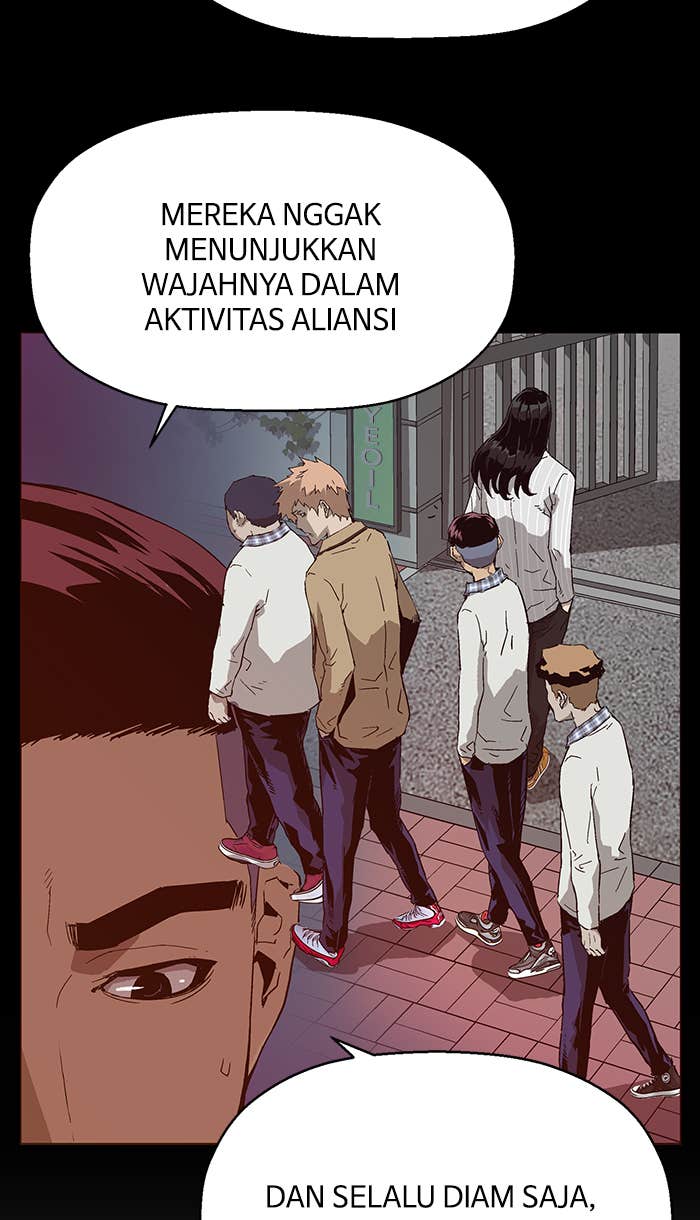 MEREKA NGGAK
MENUNJUKKAN
WAJAHNYA DALAM
AKTIVITAS ALIANSI
YEOIL
DAN SELALU DIAM SAJA,